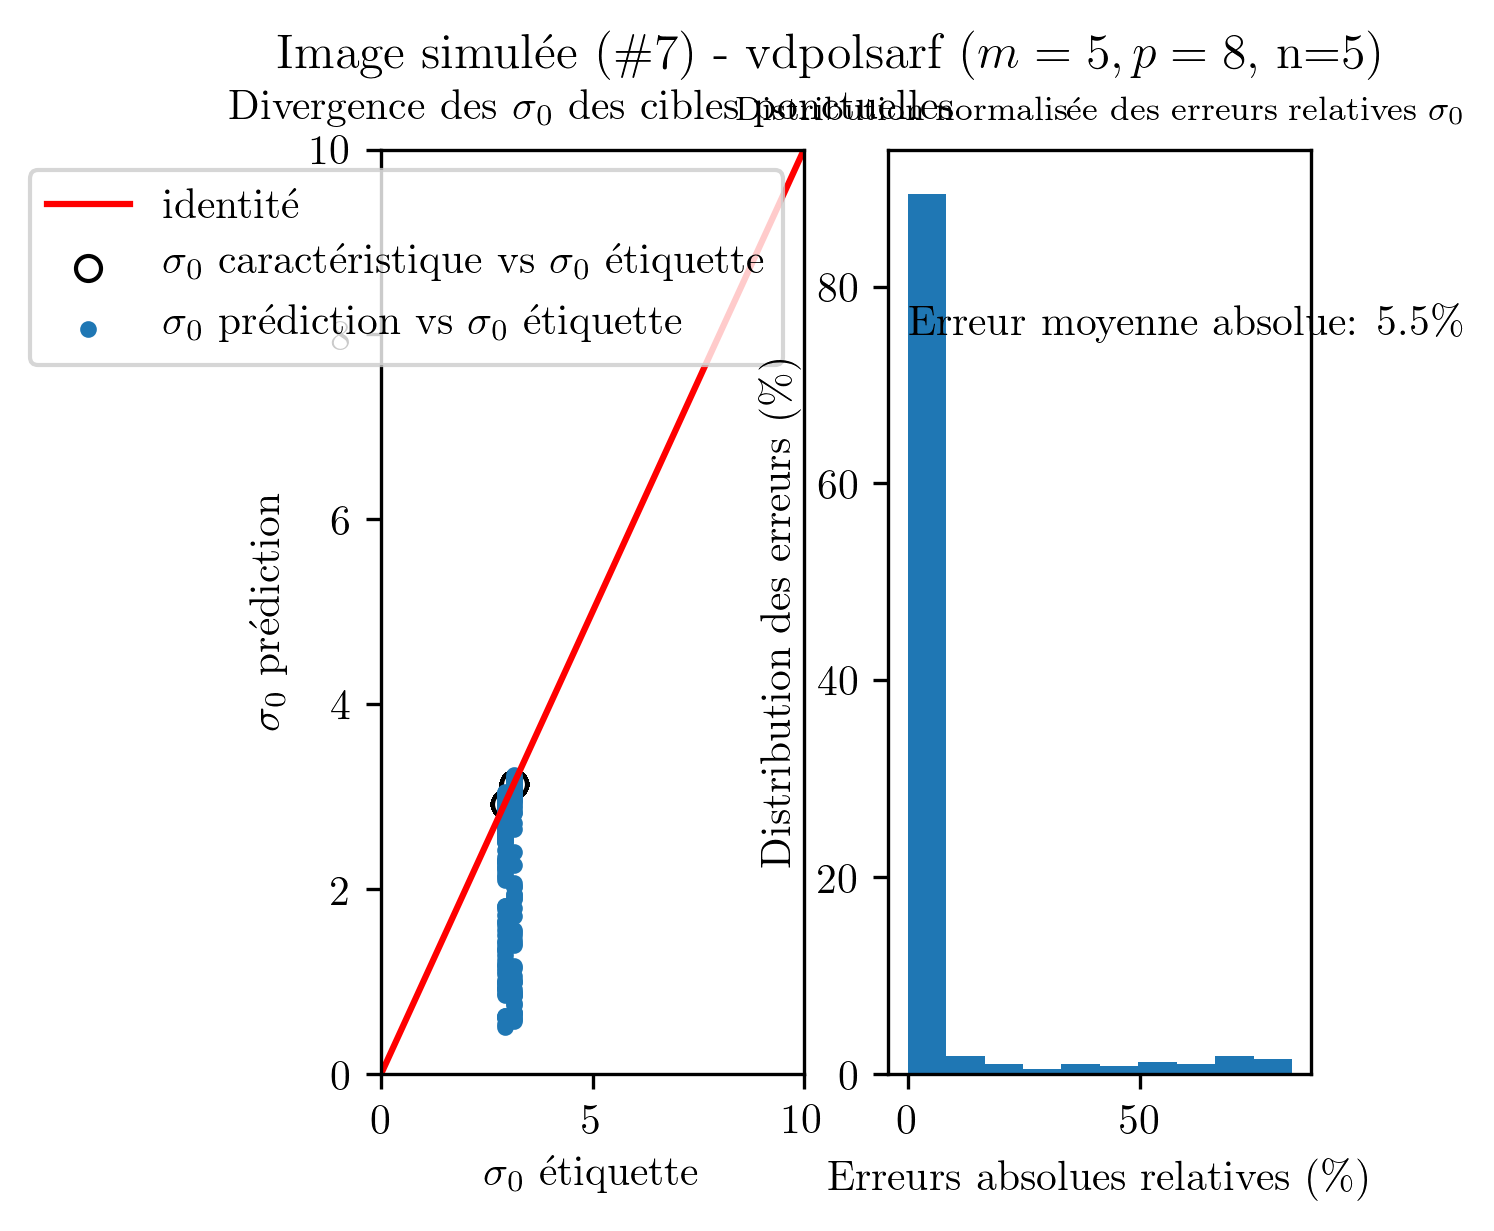 Image simulée (#7) - vdpolsarf (m = 5, p = 8, n=5)
Divergence des σ0 des cibles ponctuelles
Distribution normalisée des erreurs relatives σ0
identité
σ0 caractéristique vs σ0 étiquette
σ0 prédiction vs σ0 étiquette
σ0 prédiction
10
8
6
4
2
0
0 5 10
σ0 étiquette
Distribution des erreurs (%)
Erreur moyenne absolue: 5.5%
80
60
40
20
0
0 50
Erreurs absolues relatives (%)